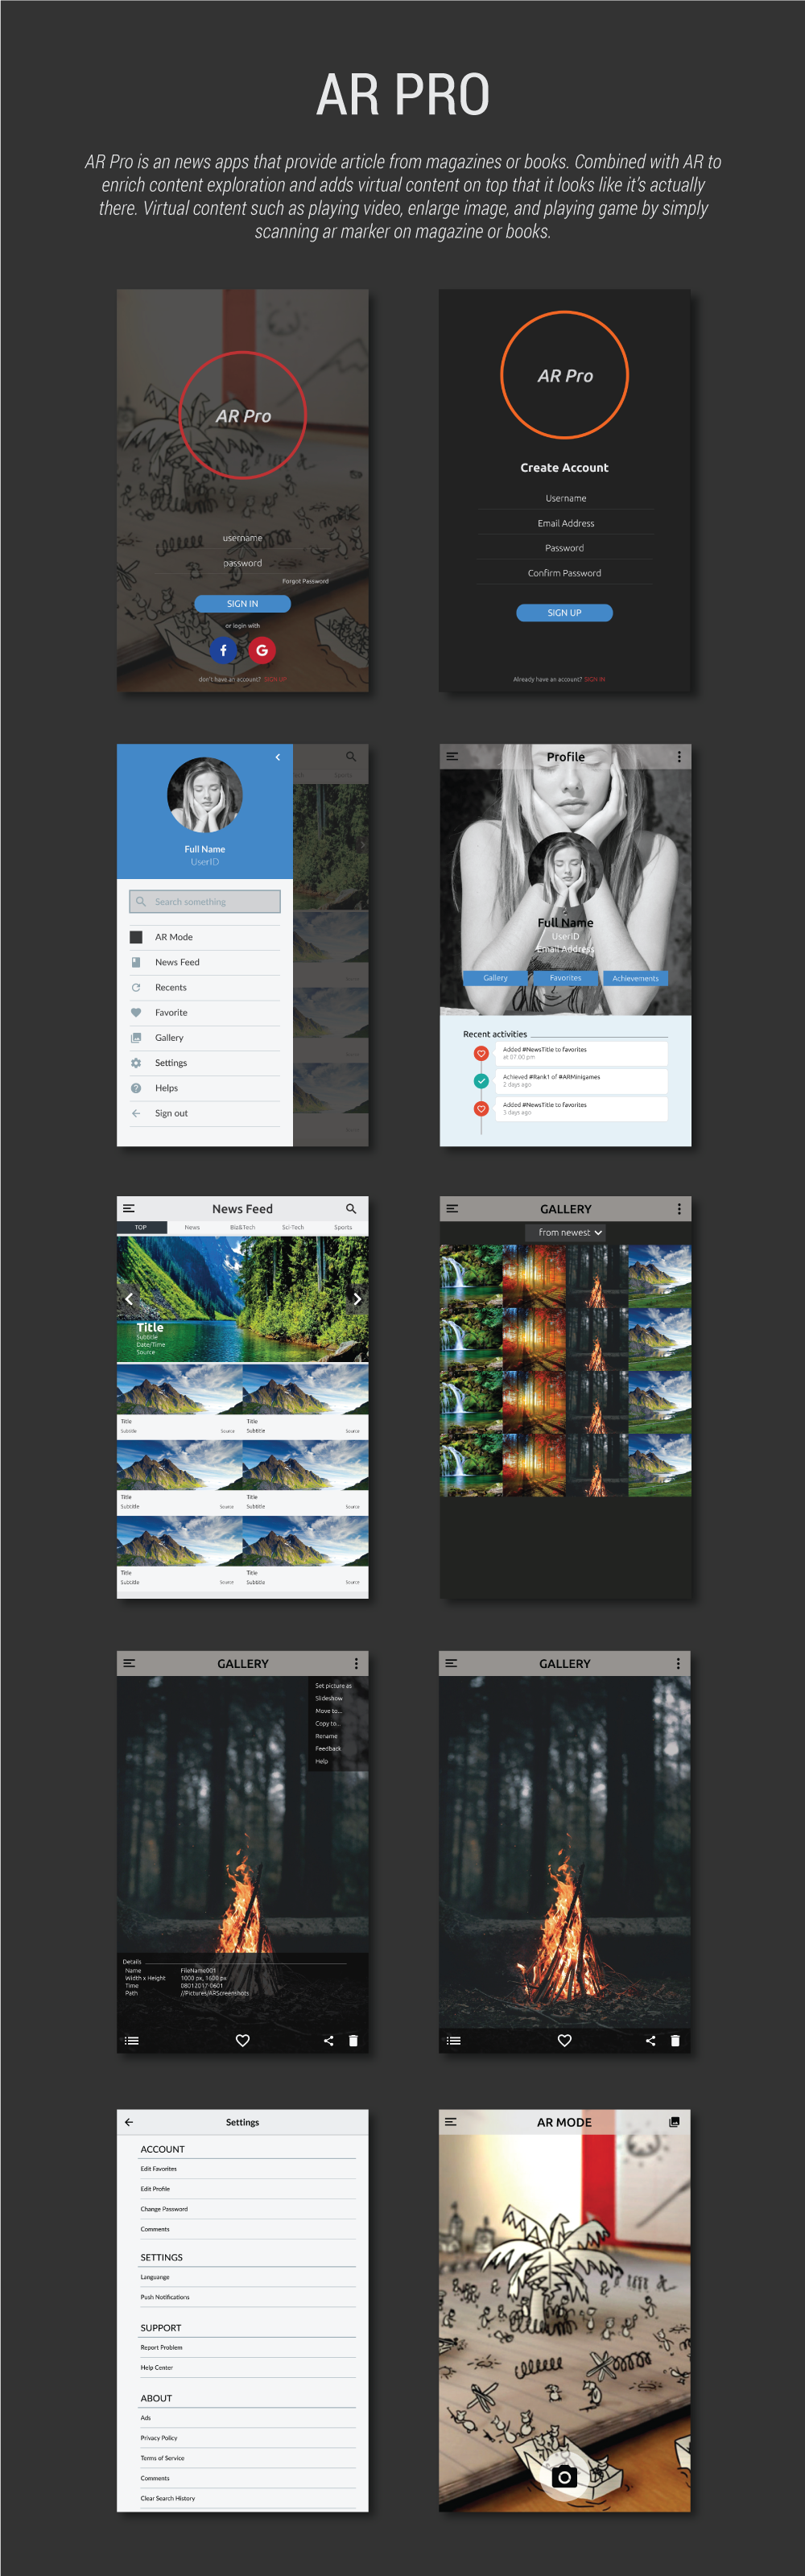 AR PRO
AR Pro is an news apps that provide article from magazines or books. Combined with AR to
enrich content exploration and adds virtual content on top that it looks like it's actually
there. Virtual content such as playing video, enlarge image, and playing game by simply
scanning ar marker on magazine or books.
AR Pro
username
password
Forgot Password
SIGN IN
or login with
f
G
don't have an account? SIGN UP
AR Pro
Create Account
Username
Email Address
Password
Confirm Password
SIGN UP
Already have an account? SIGN IN
Full Name
UserID
Search something
AR Mode
News Feed
Recents
Favorite
Gallery
Settings
Helps
Sign out
Sports
Profile
Full Name
UserID
Email Address
Gallery
Favorites
Achievements
Recent activities
Added #NewsTitle to Favorites
at 07.00 pm
Achieved #Rank1 of #ARMinigames
2 days ago
Added #NewsTitle to Favorites
3 days ago
News Feed
TOP News Biz&Tech Sci-Tech Sports
Title
Subtitle
Date/Time
Source
Title Title
Subtitle Source Subtitle Source
Title Title
Subtitle Source Subtitle Source
Title Title
Subtitle Source Subtitle Source
GALLERY
from newest
GALLERY
Set picture as
Slideshow
Move to...
Copy to...
Rename
Feedback
Help
Details
Name FileName001
Width x Height 1000 px, 1600 px
Time 08012017-0601
Path //Pictures/ARScreenshots
GALLERY
Settings
ACCOUNT
Edit Favorites
Edit Profile
Change Password
Comments
SETTINGS
Languange
Push Notifications
SUPPORT
Report Problem
Help Center
ABOUT
Ads
Privacy Policy
Terms of Service
Comments
Clear Search History
AR MODE